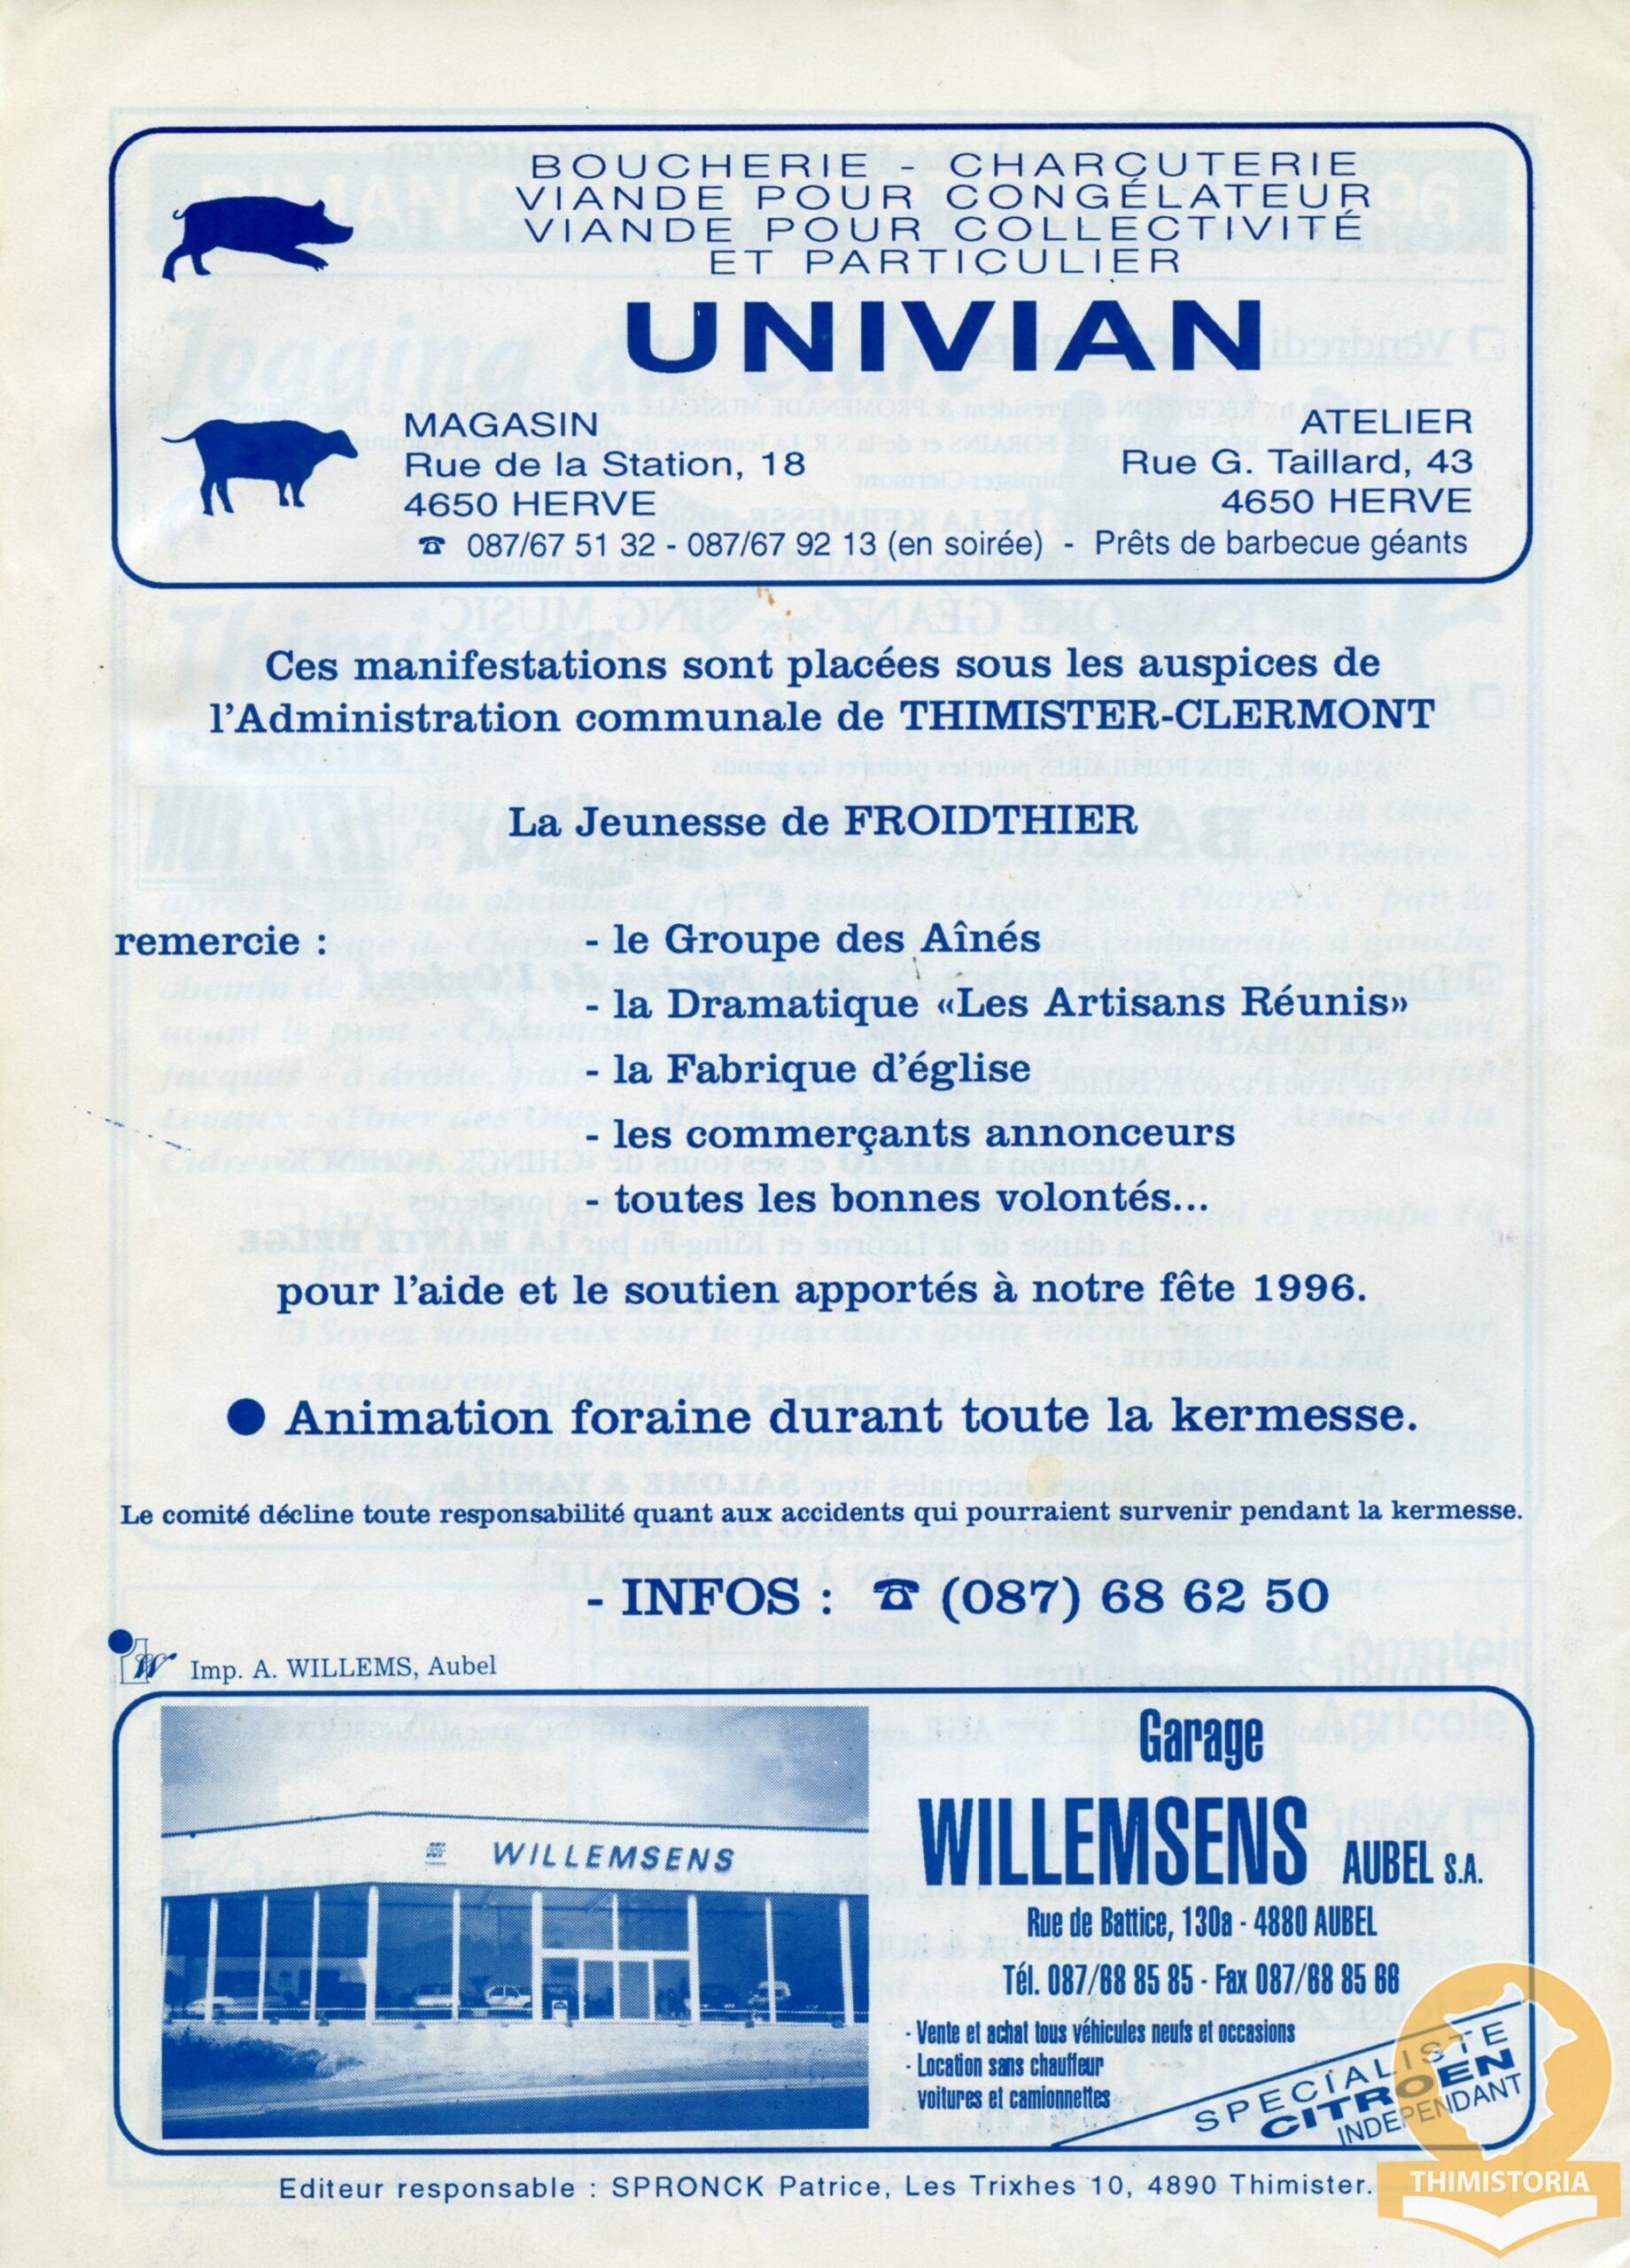 BOUCHERIE - CHARCUTERIE
VIANDE POUR CONGÉLATEUR
VIANDE POUR COLLECTIVITÉ
ET PARTICULIER
UNIVIAN
MAGASIN
Rue de la Station, 18
4650 HERVE
ATELIER
Rue G. Taillard, 43
4650 HERVE
☎ 087/67 51 32 - 087/67 92 13 (en soirée) - Prêts de barbecue géants
Ces manifestations sont placées sous les auspices de
l'Administration communale de THIMISTER-CLERMONT
La Jeunesse de FROIDTHIER
remercie : - le Groupe des Aînés
- la Dramatique «Les Artisans Réunis»
- la Fabrique d'église
- les commerçants annonceurs
- toutes les bonnes volontés...
pour l'aide et le soutien apportés à notre fête 1996.
● Animation foraine durant toute la kermesse.
Le comité décline toute responsabilité quant aux accidents qui pourraient survenir pendant la kermesse.
- INFOS : ☎ (087) 68 62 50
Imp. A. WILLEMS, Aubel
WILLEMSENS
Garage
WILLEMSENS AUBEL S.A.
Rue de Battice, 130a - 4880 AUBEL
Tél. 087/68 85 85 - Fax 087/68 85 86
- Vente et achat tous véhicules neufs et occasions
- Location sans chauffeur
voitures et camionnettes
SPECIALISTE
CITROEN
INDEPENDANT
Editeur responsable : SPRONCK Patrice, Les Trixhes 10, 4890 Thimister.
THIMISTORIA